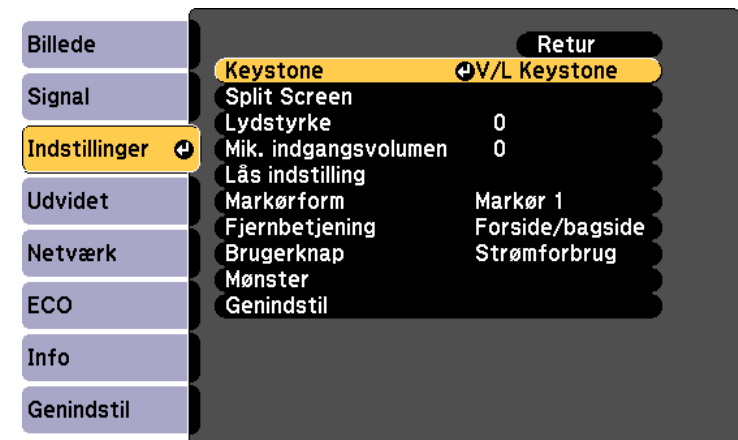 Billede
Signal
Indstillinger
Udvidet
Netværk
ECO
Info
Genindstil
Retur
Keystone V/L Keystone
Split Screen
Lydstyrke 0
Mik. indgangsvolumen 0
Lås indstilling
Markørform Markør 1
Fjernbetjening Forside/bagside
Brugerknap Strømforbrug
Mønster
Genindstil